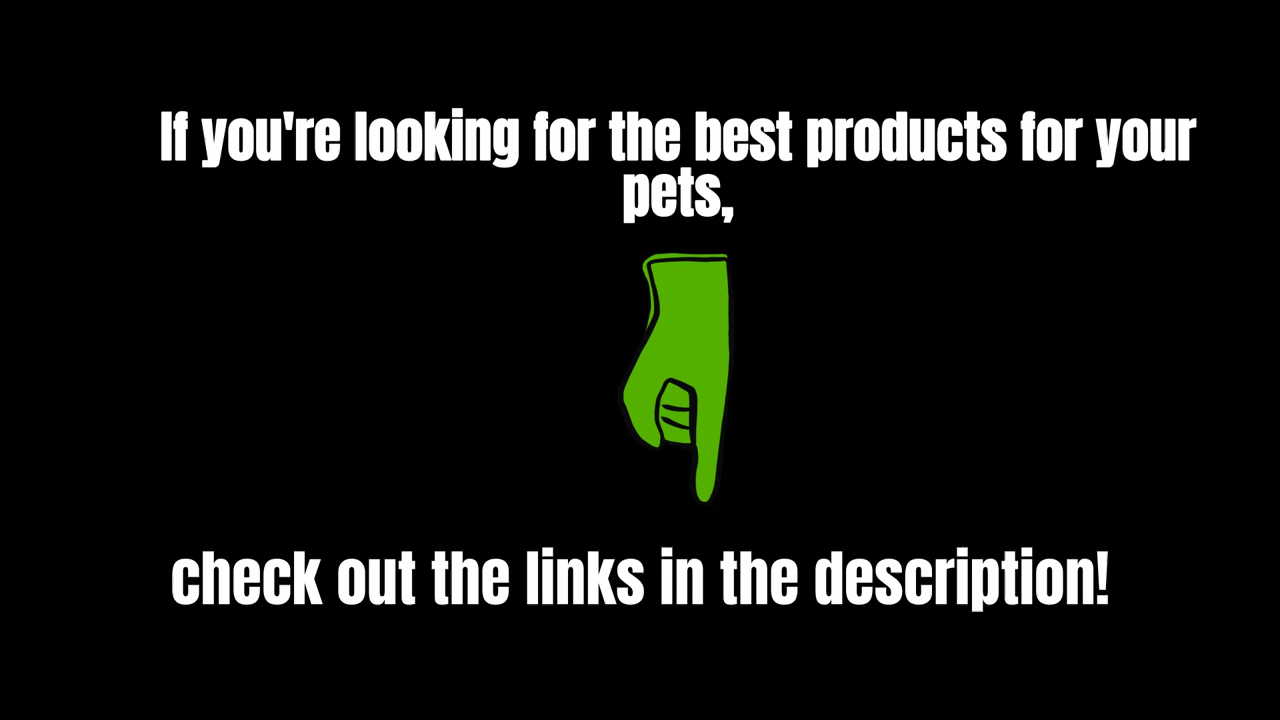 If you're looking for the best products for your
pets,
check out the links in the description!